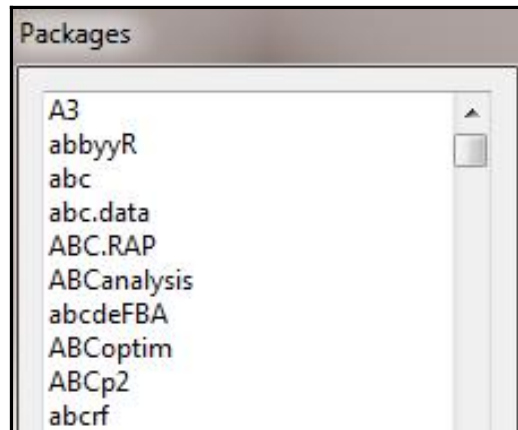 Packages
A3
abbyyR
abc
abc.data
ABC.RAP
ABCanalysis
abcdeFBA
ABCoptim
ABCp2
abcrf